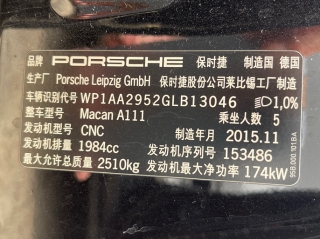 品牌 PORSCHE 保时捷 制造国 德国
生产厂 Porsche Leipzig GmbH 保时捷股份公司莱比锡工厂制造
车辆识别代号 WP1AA2952GLB13046 1,0%
整车型号 Macan A111 乘坐人数 5
发动机型号 CNC 制造年月 2015.11
发动机排量 1984cc 发动机序列号 153486
最大允许总质量 2510kg 发动机最大净功率 174kW